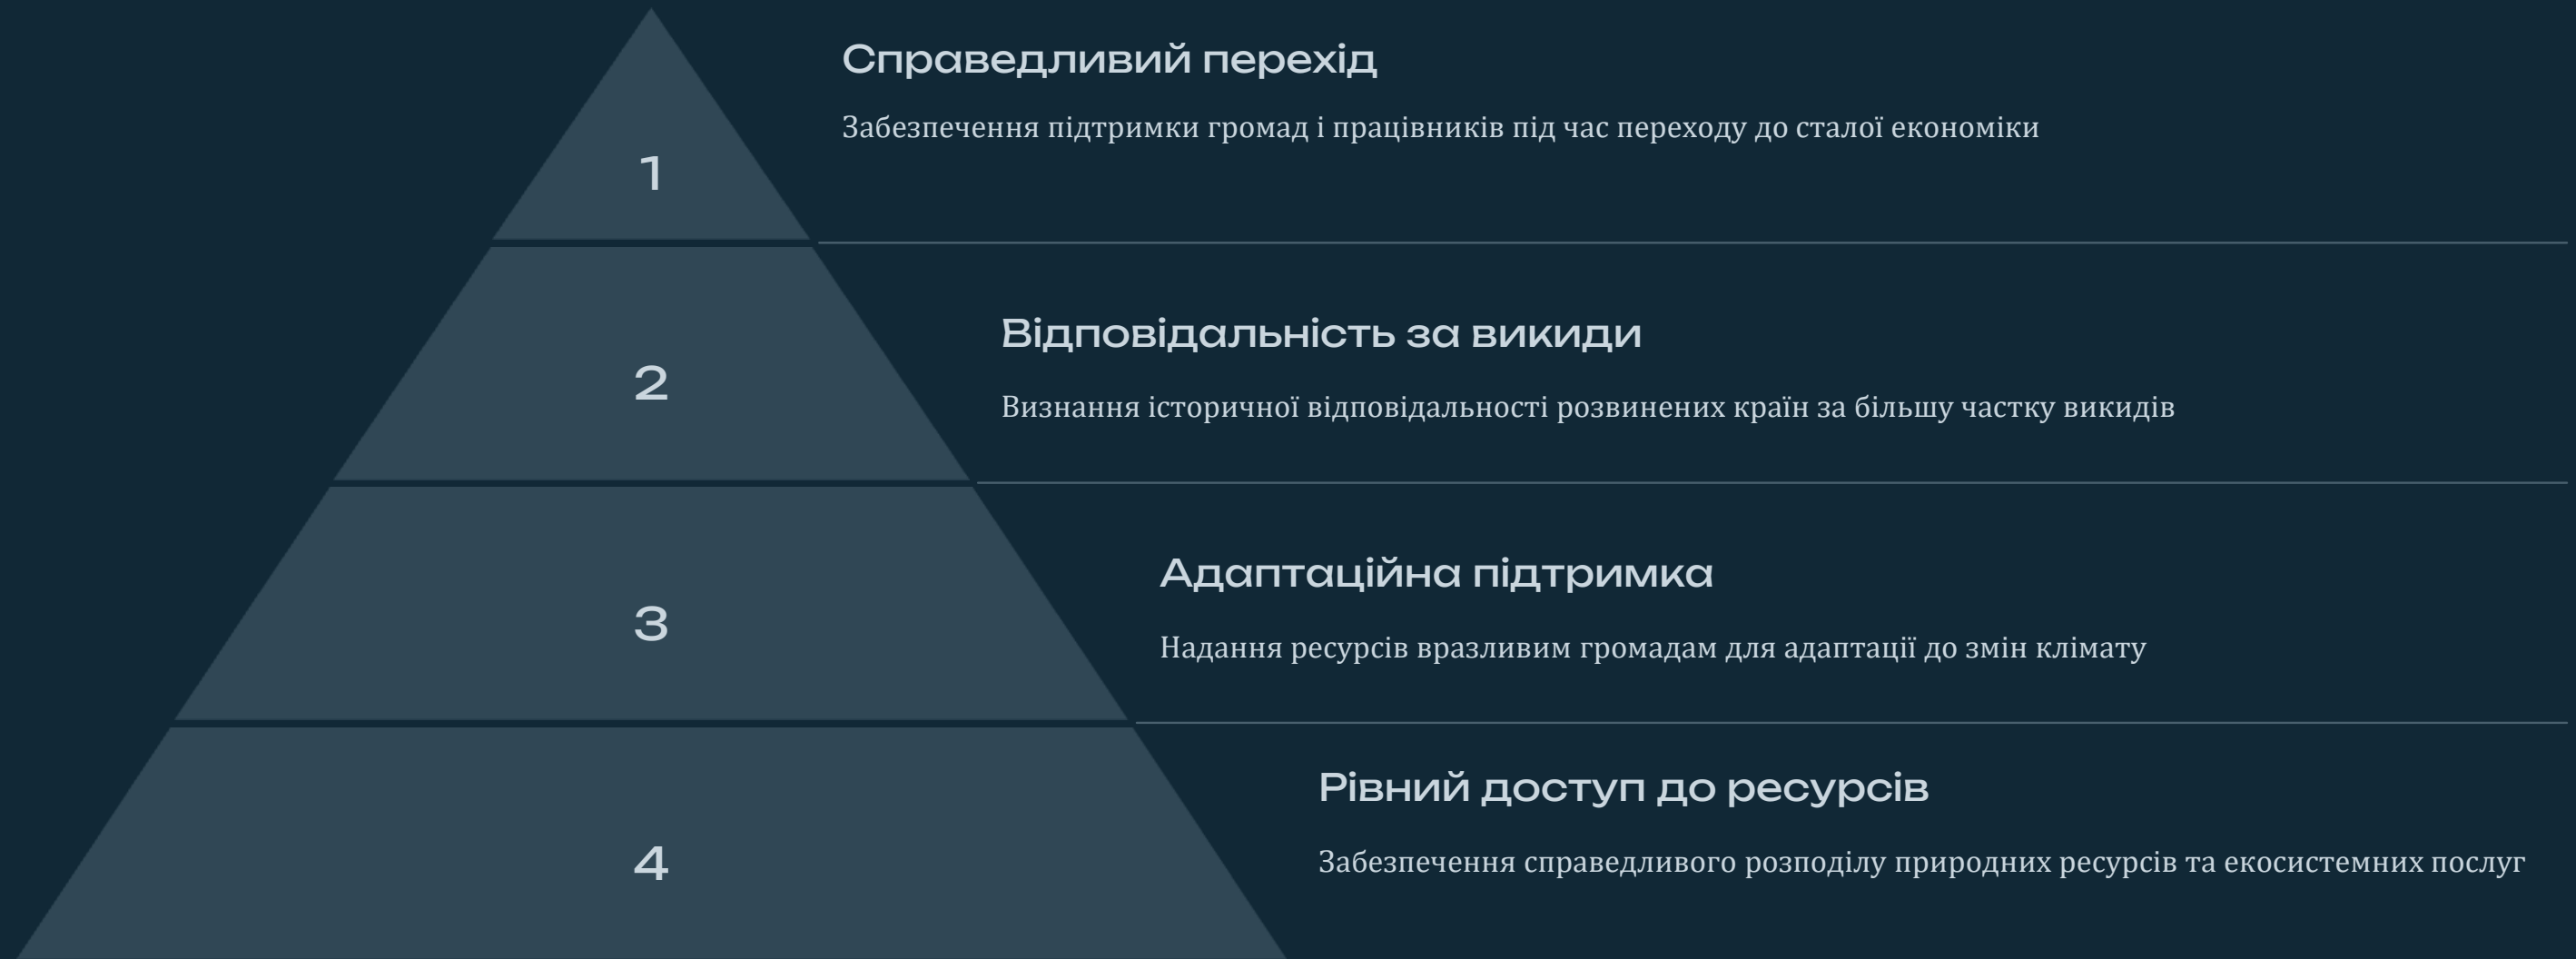 1
Справедливий перехід
Забезпечення підтримки громад і працівників під час переходу до сталої економіки
2
Відповідальність за викиди
Визнання історичної відповідальності розвинених країн за більшу частку викидів
3
Адаптаційна підтримка
Надання ресурсів вразливим громадам для адаптації до змін клімату
4
Рівний доступ до ресурсів
Забезпечення справедливого розподілу природних ресурсів та екосистемних послуг